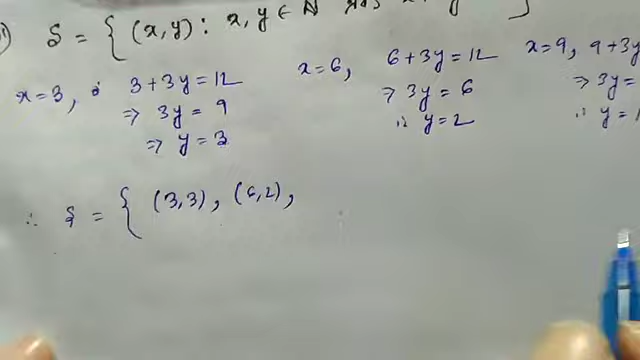 S = { (x,y) : x, y ∈ N
x=3, ∴ 3+3y=12
⇒ 3y = 9
⇒ y = 3
x=6, 6+3y=12
⇒ 3y = 6
∴ y=2
x=9, 9+3y
⇒ 3y=
∴ y=
∴ S = { (3,3), (6,2),